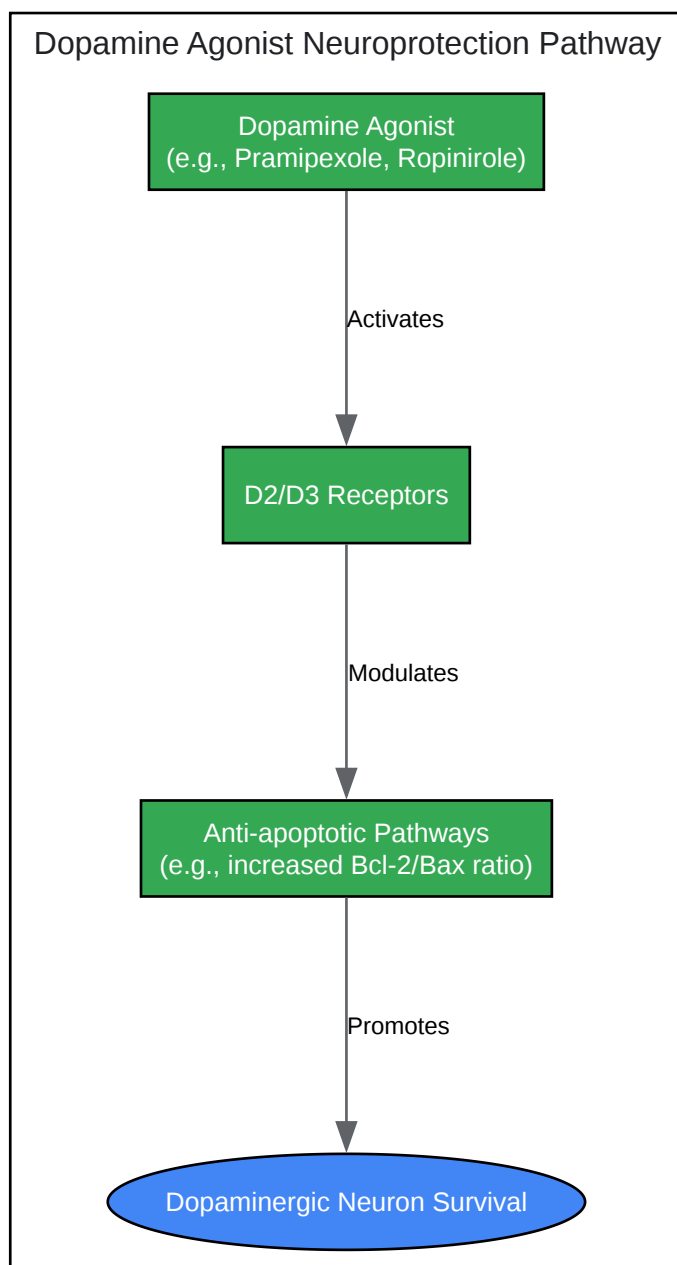 Dopamine Agonist Neuroprotection Pathway
Dopamine Agonist
(e.g., Pramipexole, Ropinirole)
Activates
D2/D3 Receptors
Modulates
Anti-apoptotic Pathways
(e.g., increased Bcl-2/Bax ratio)
Promotes
Dopaminergic Neuron Survival